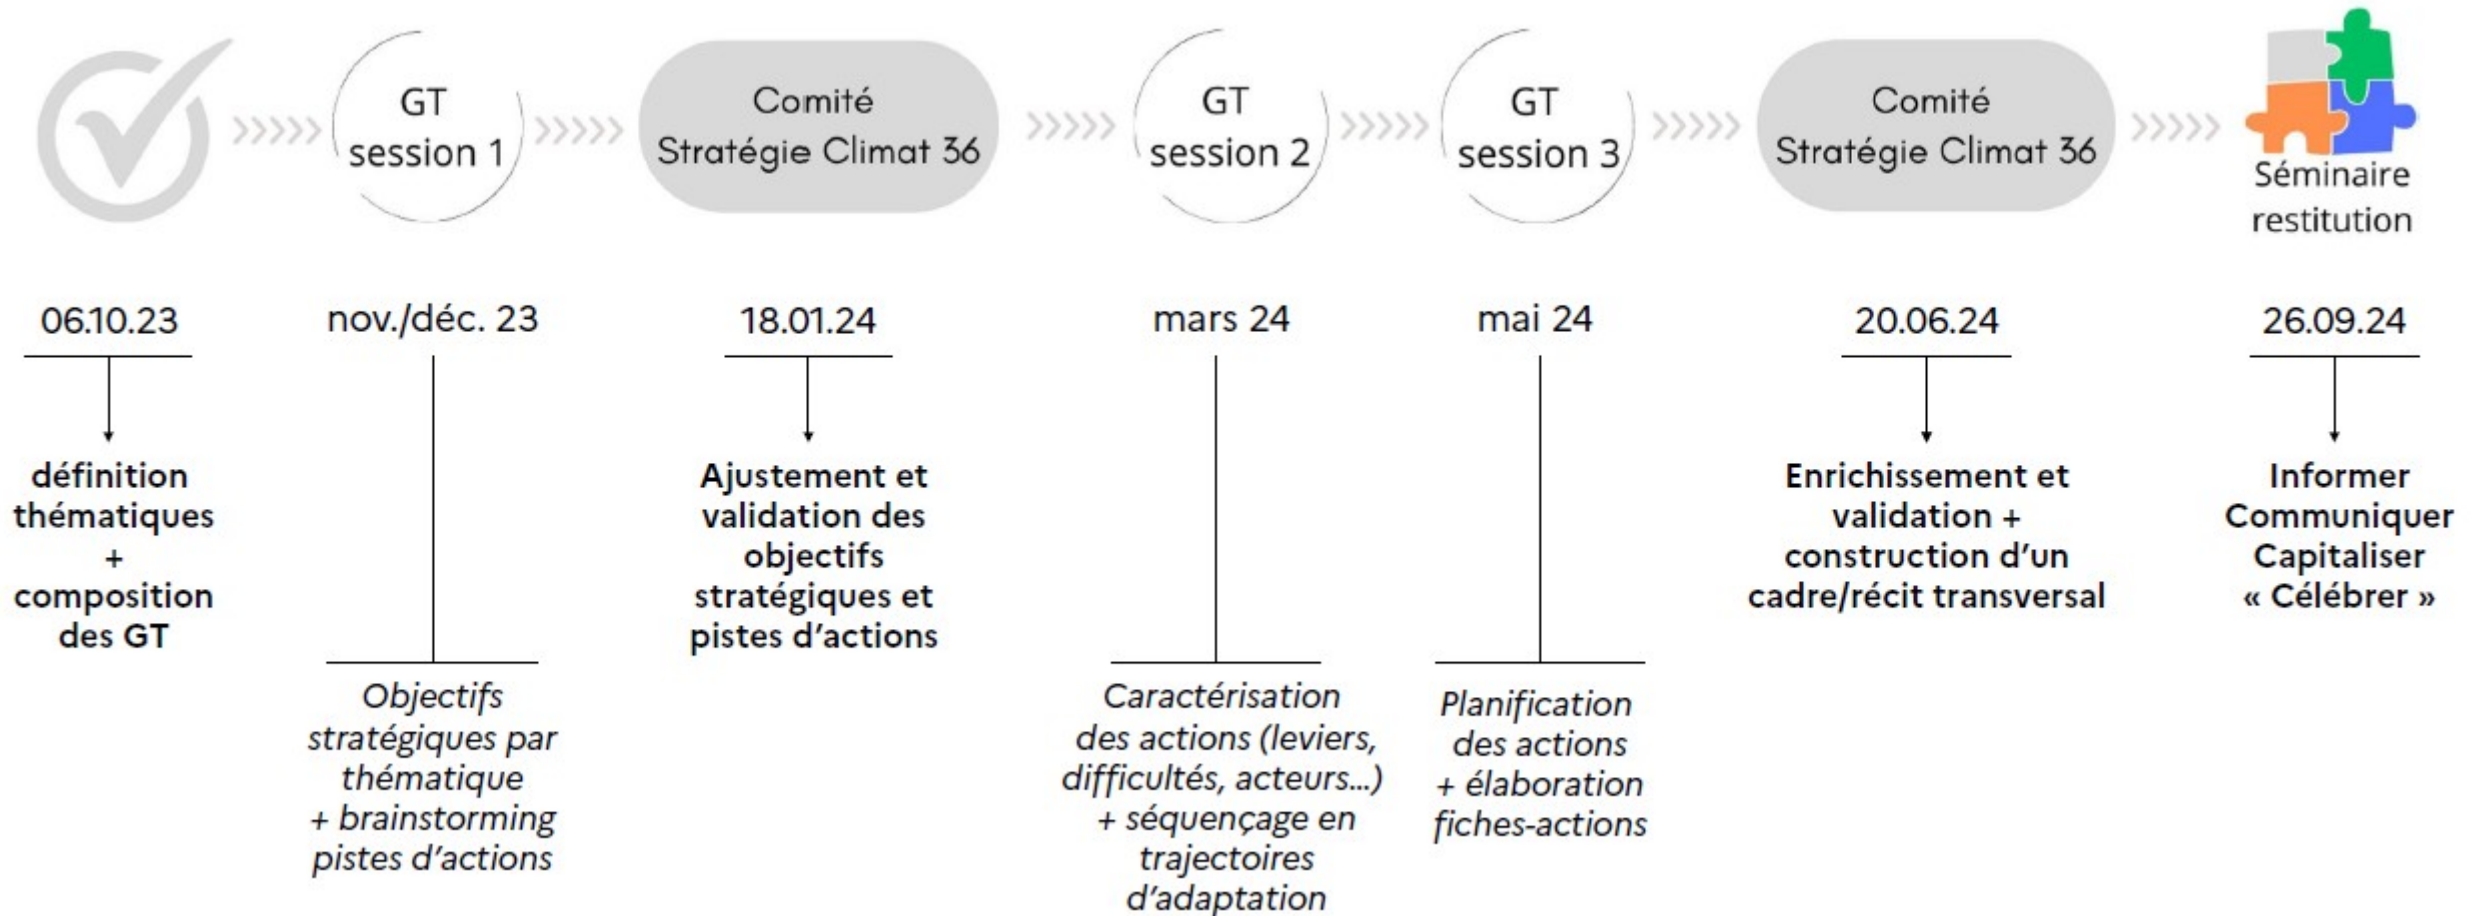 GT
session 1
Comité
Stratégie Climat 36
GT
session 2
GT
session 3
Comité
Stratégie Climat 36
Séminaire
restitution
06.10.23
nov./déc. 23
18.01.24
mars 24
mai 24
20.06.24
26.09.24
définition
thématiques
+
composition
des GT
Objectifs
stratégiques par
thématique
+ brainstorming
pistes d'actions
Ajustement et
validation des
objectifs
stratégiques et
pistes d'actions
Caractérisation
des actions (leviers,
difficultés, acteurs...)
+ séquençage en
trajectoires
d'adaptation
Planification
des actions
+ élaboration
fiches-actions
Enrichissement et
validation +
construction d'un
cadre/récit transversal
Informer
Communiquer
Capitaliser
« Célébrer »